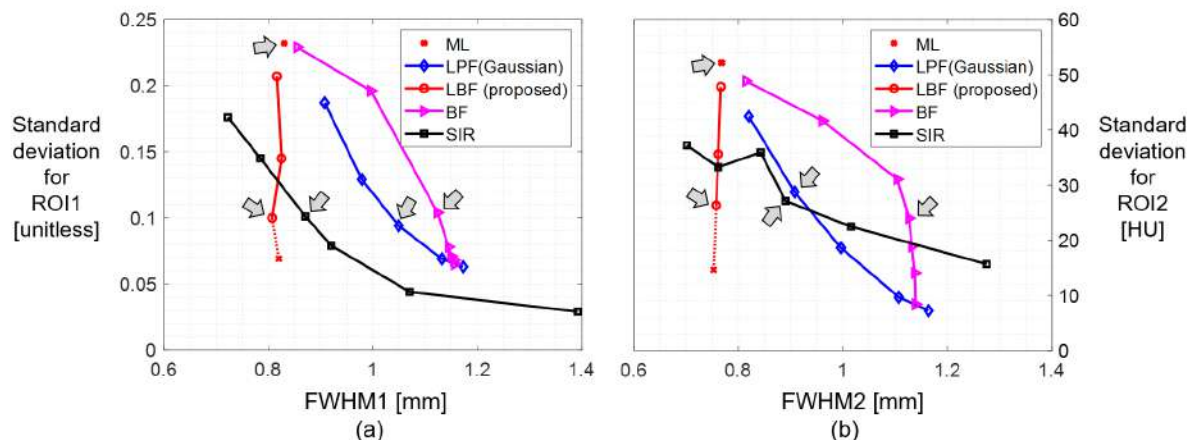 Standard
deviation
for
ROI1
[unitless]
0.25
0.2
0.15
0.1
0.05
0
ML
LPF(Gaussian)
LBF (proposed)
BF
SIR
0.6
0.8
1
1.2
1.4
FWHM1 [mm]
(a)
ML
LPF(Gaussian)
LBF (proposed)
BF
SIR
60
50
40
30
20
10
0
0.6
0.8
1
1.2
1.4
FWHM2 [mm]
(b)
Standard
deviation
for
ROI2
[HU]